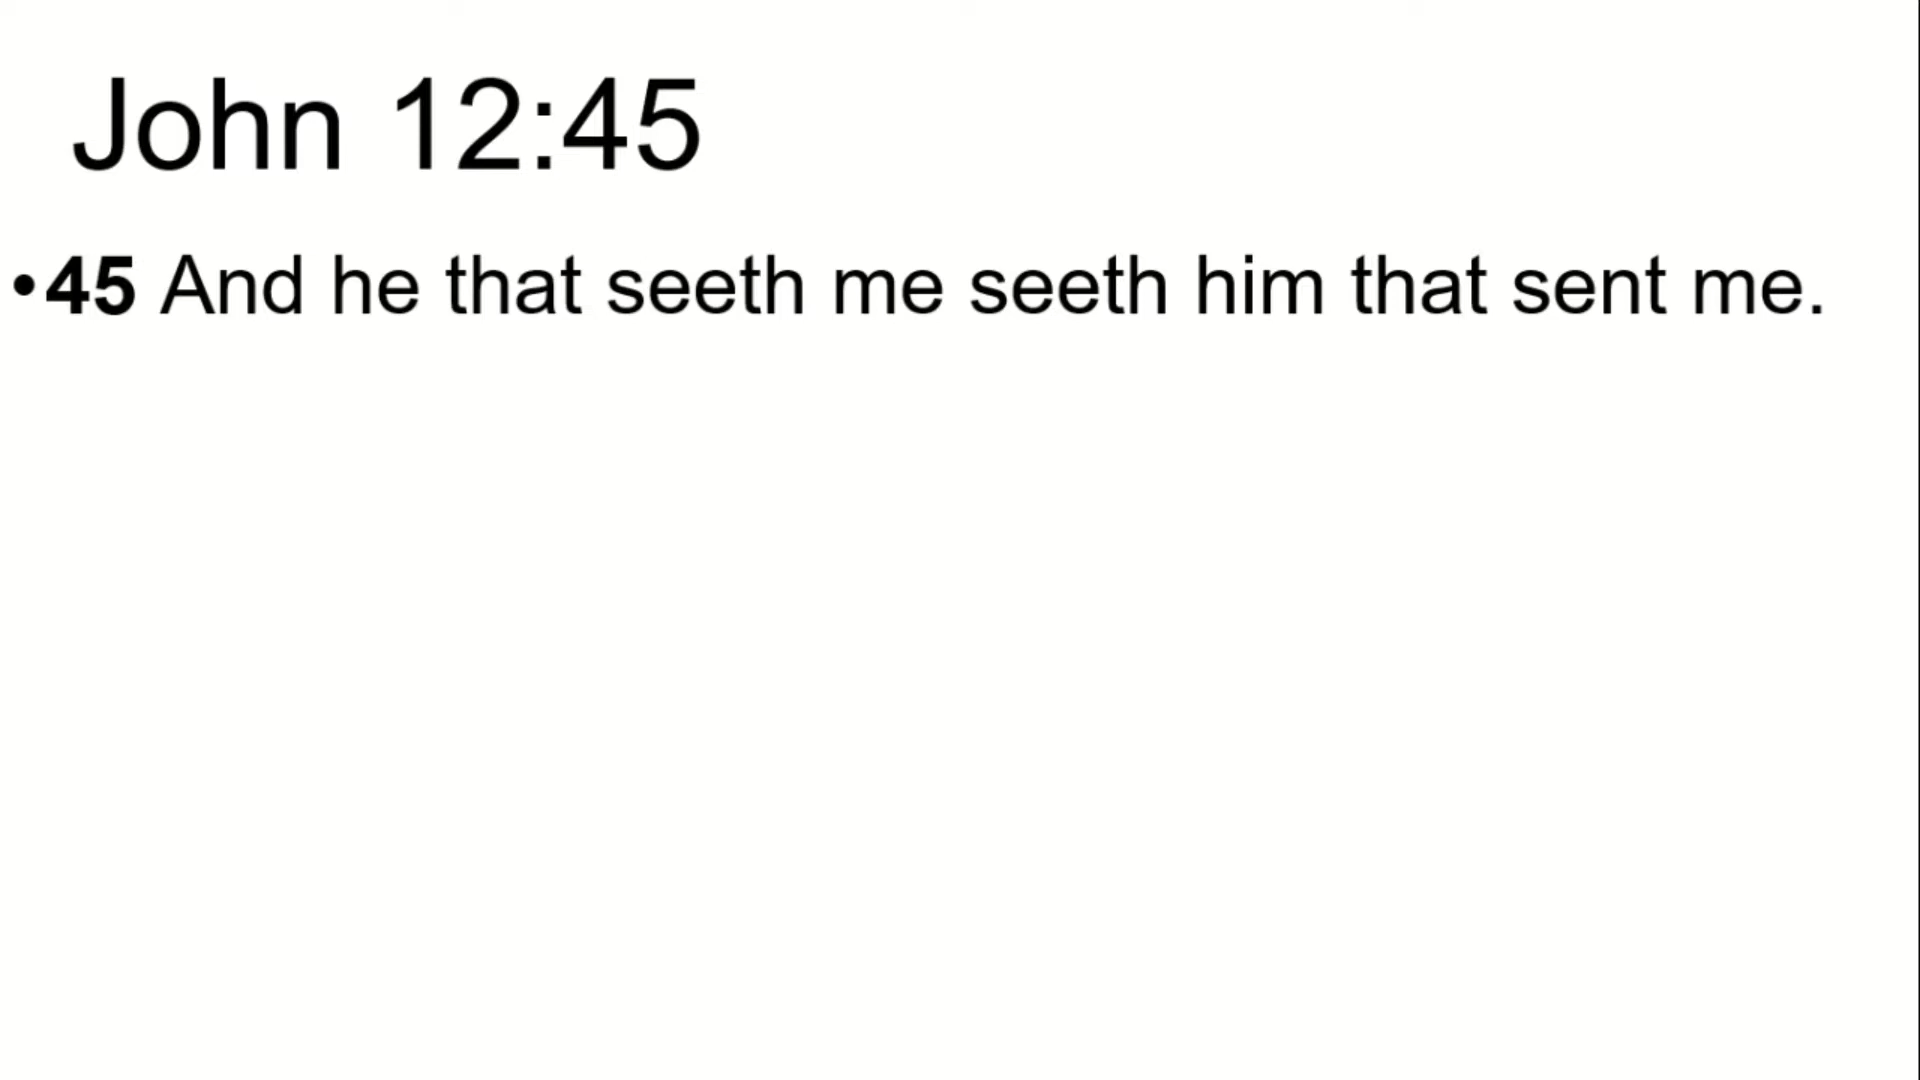 John 12:45
•45 And he that seeth me seeth him that sent me.